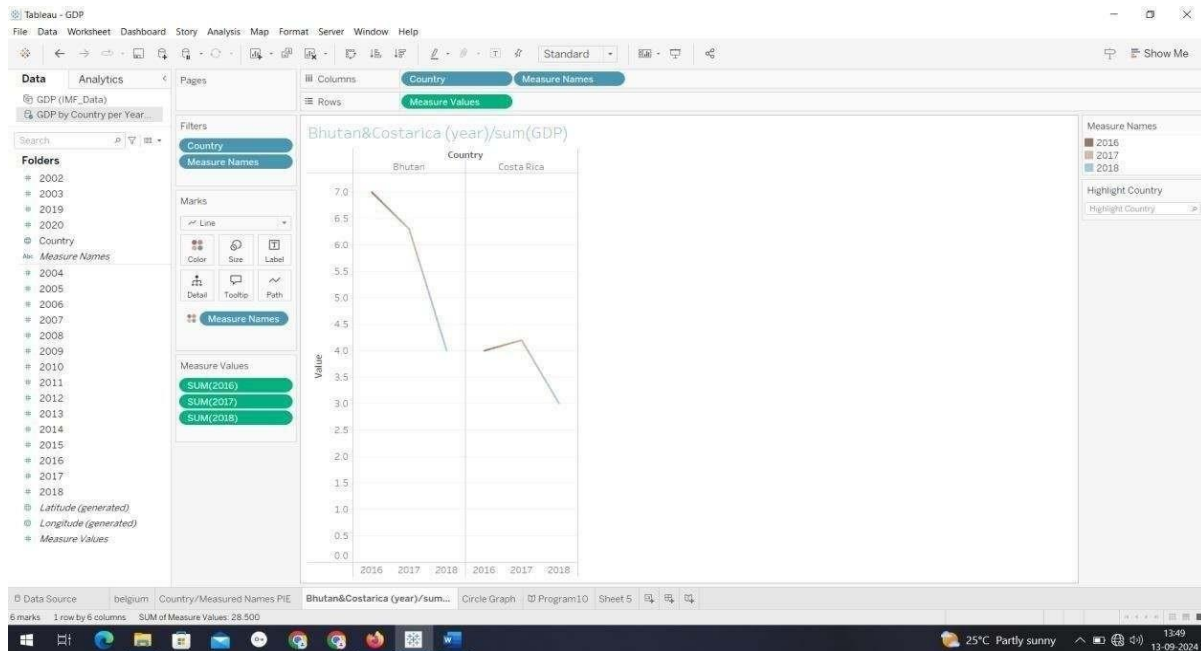 Tableau - GDP
File Data Worksheet Dashboard Story Analysis Map Format Server Window Help
Standard
Show Me
Data Analytics
GDP (IMF_Data)
GDP by Country per Year...
Search
Folders
# 2002
# 2003
# 2019
# 2020
Country
Abc Measure Names
# 2004
# 2005
# 2006
# 2007
# 2008
# 2009
# 2010
# 2011
# 2012
# 2013
# 2014
# 2015
# 2016
# 2017
# 2018
Latitude (generated)
Longitude (generated)
# Measure Values
Pages
Filters
Country
Measure Names
Marks
Line
Color Size Label
Detail Tooltip Path
Measure Names
Measure Values
SUM(2016)
SUM(2017)
SUM(2018)
Columns Country Measure Names
Rows Measure Values
Bhutan&Costarica (year)/sum(GDP)
Country
Bhutan Costa Rica
7.0
6.5
6.0
5.5
5.0
4.5
4.0
3.5
3.0
2.5
2.0
1.5
1.0
0.5
0.0
Value
2016 2017 2018 2016 2017 2018
Measure Names
2016
2017
2018
Highlight Country
Highlight Country
Data Source belgium Country/Measured Names PIE Bhutan&Costarica (year)/sum... Circle Graph Program10 Sheet 5
6 marks 1 row by 6 columns SUM of Measure Values: 28.500
25°C Partly sunny
13:49
13-09-2024